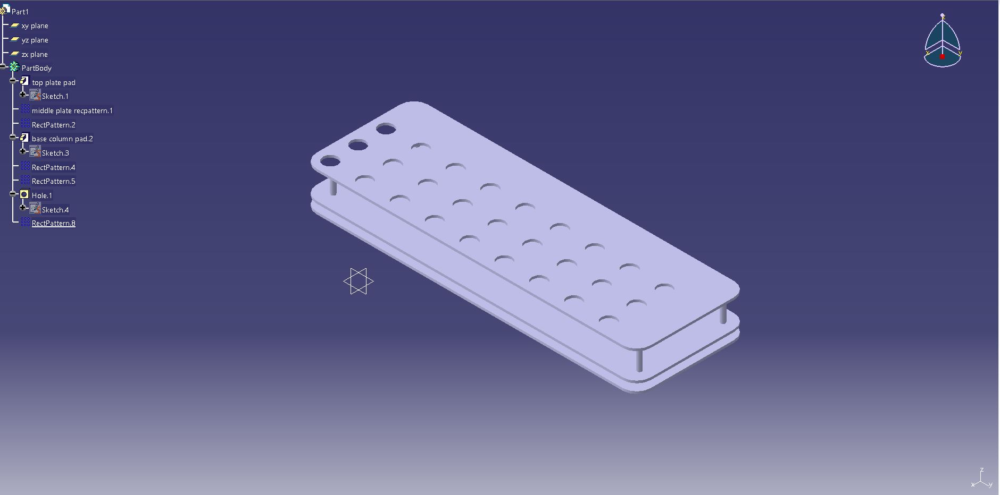 Part1
xy plane
yz plane
zx plane
PartBody
top plate pad
Sketch.1
middle plate recpattern.1
RectPattern.2
base column pad.2
Sketch.3
RectPattern.4
RectPattern.5
Hole.1
Sketch.4
RectPattern.8
z
x y
z
x y